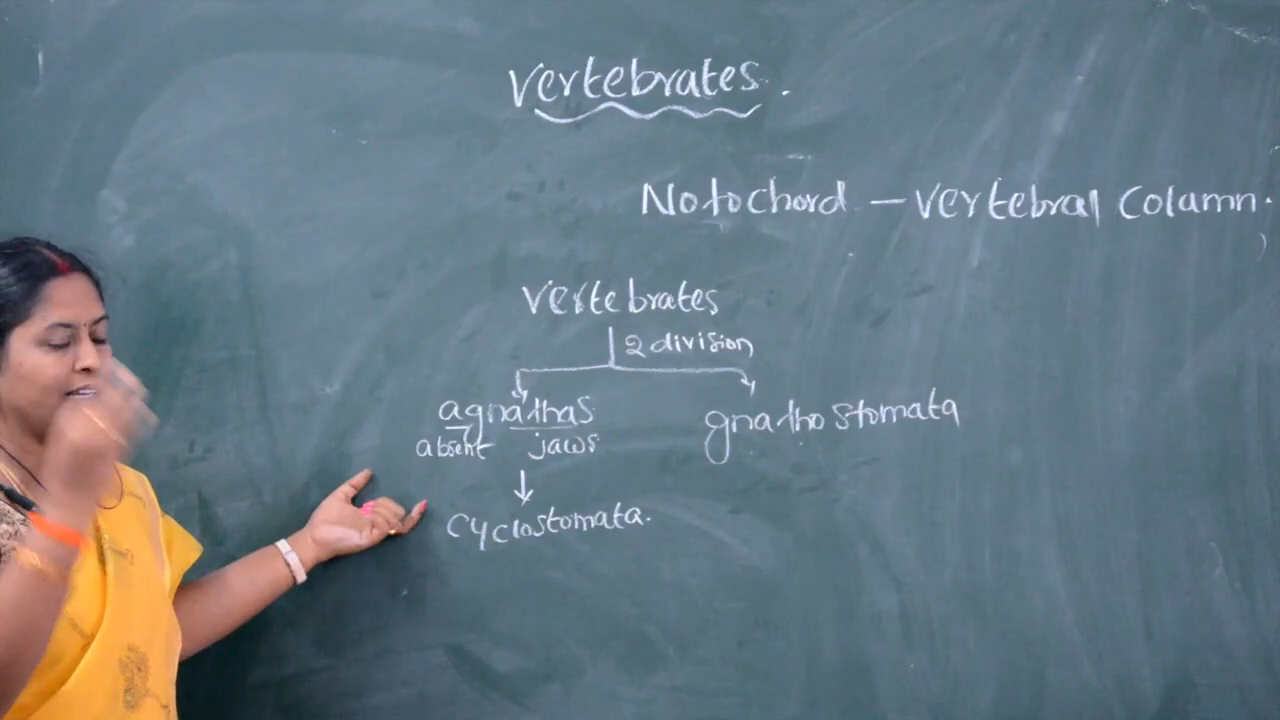 Vertebrates.
Notochord - Vertebral Column.
Vertebrates
2 division
agnathas
gnathostomata
absent jaws
Cyclostomata.